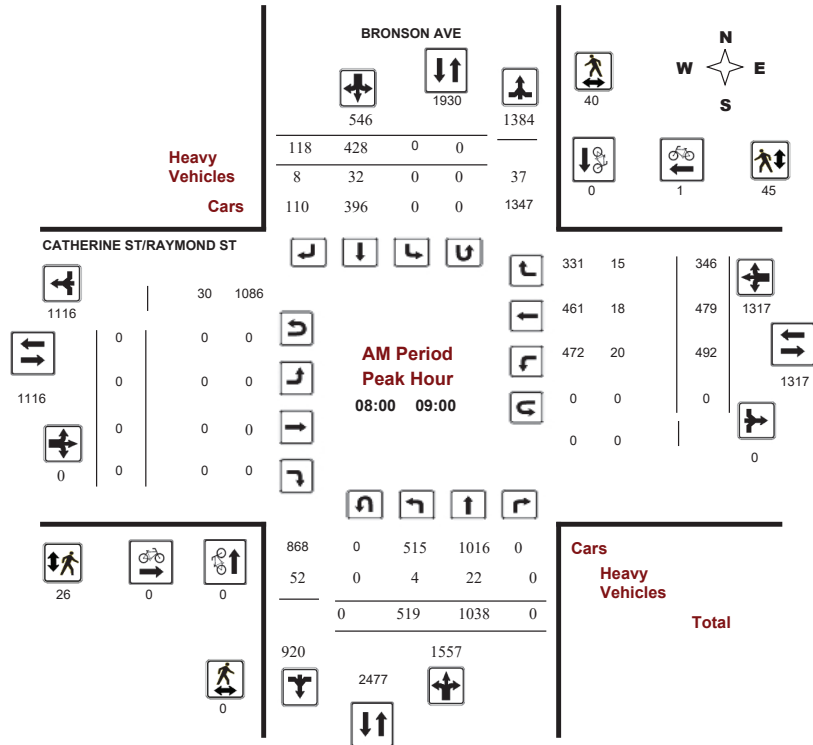 BRONSON AVE
N
W E
S
1930
40
546 1384
118 428 0 0
Heavy
Vehicles
8 32 0 0 37
Cars 110 396 0 0 1347
0 1 45
CATHERINE ST/RAYMOND ST
1116
30 1086
331 15 346
1317
0 0 0
461 18 479
1116
AM Period
Peak Hour
08:00 09:00
0 0 0
472 20 492
1317
0 0 0
0 0 0
0
0 0 0
0 0
0
868 0 515 1016 0
Cars
52 0 4 22 0
Heavy
Vehicles
26 0 0
0 519 1038 0
Total
920 1557
2477
0